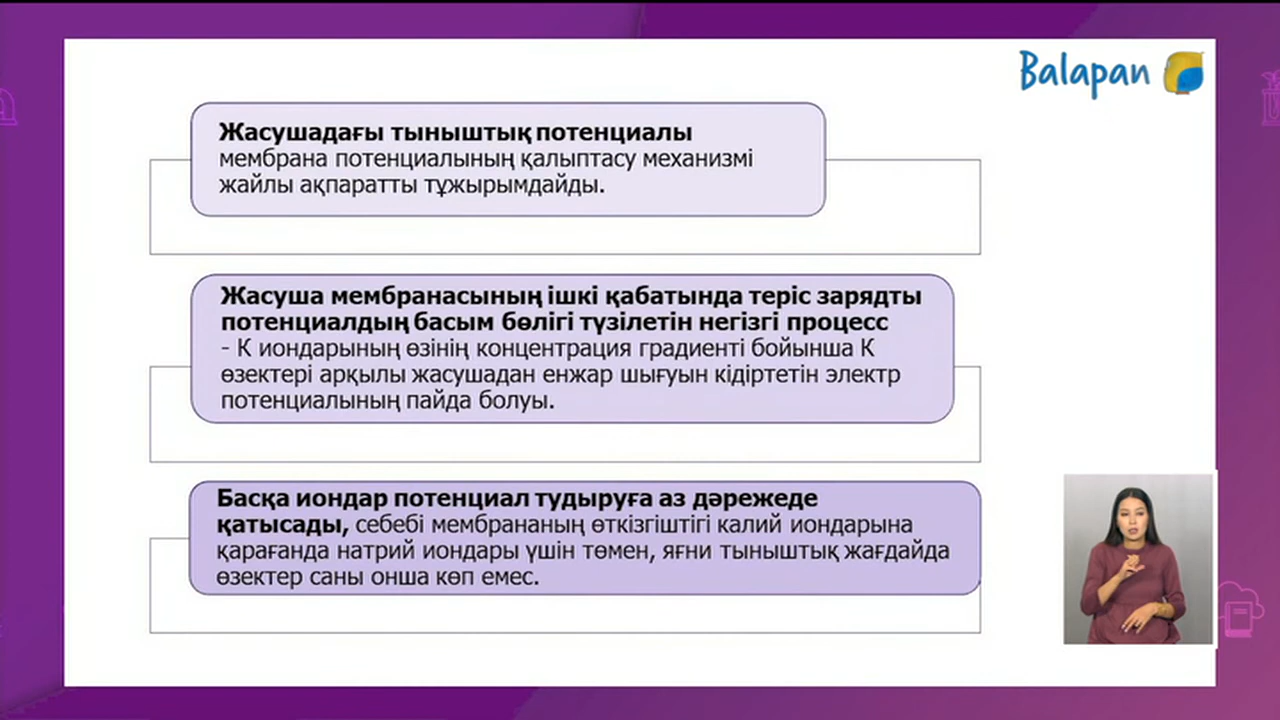 Balapan
Жасушадағы тыныштық потенциалы
мембрана потенциалының қалыптасу механизмі
жайлы ақпаратты тұжырымдайды.
Жасуша мембранасының ішкі қабатында теріс зарядты
потенциалдың басым бөлігі түзілетін негізгі процесс
- К иондарының өзінің концентрация градиенті бойынша К
өзектері арқылы жасушадан енжар шығуын кідіртетін электр
потенциалының пайда болуы.
Басқа иондар потенциал тудыруға аз дәрежеде
қатысады, себебі мембрананың өткізгіштігі калий иондарына
қарағанда натрий иондары үшін төмен, яғни тыныштық жағдайда
өзектер саны онша көп емес.